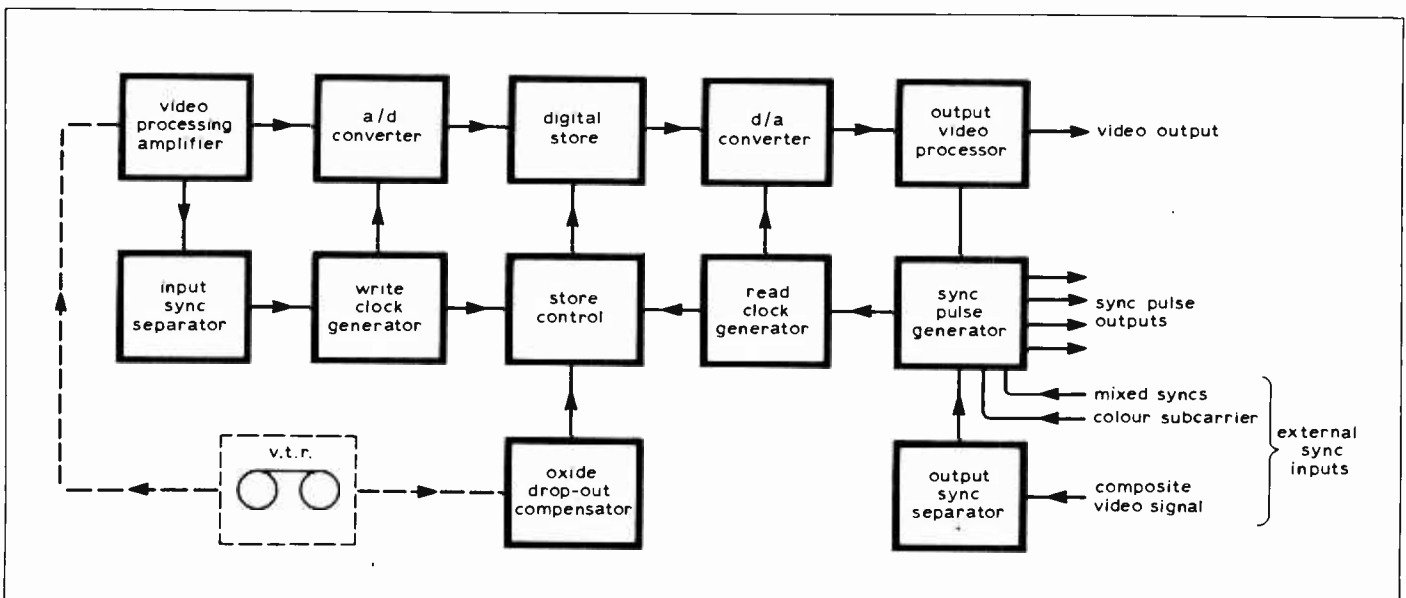 video
processing
amplifier
a/d
converter
digital
store
d/a
converter
output
video
processor
video output
input
sync
separator
write
clock
generator
store
control
read
clock
generator
sync
pulse
generator
sync pulse
outputs
mixed syncs
colour subcarrier
external
sync
inputs
v.t.r.
oxide
drop-out
compensator
output
sync
separator
composite
video signal